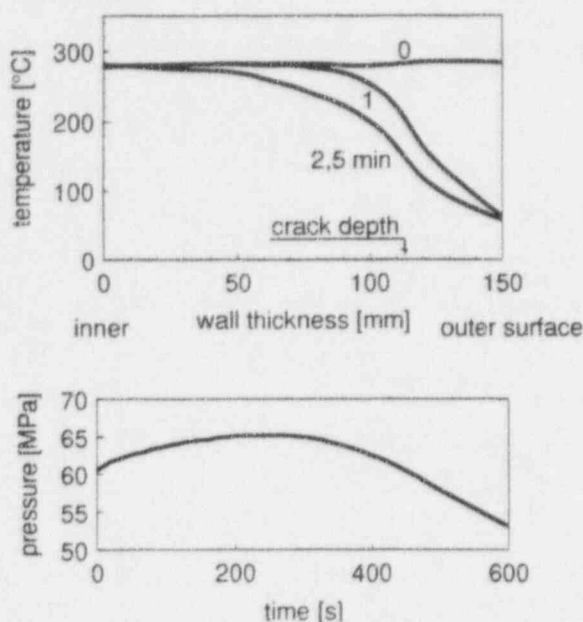 temperature [°C]
300
200
100
0
0
1
2,5 min
crack depth
0
50
100
150
inner
wall thickness [mm]
outer surface
pressure [MPa]
70
65
60
55
50
0
200
400
600
time [s]